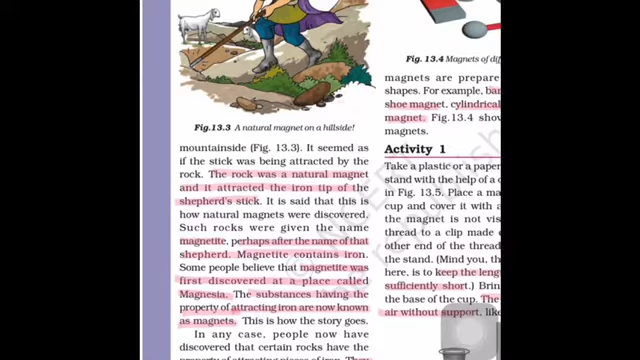 Fig.13.3 A natural magnet on a hillside!
mountainside (Fig. 13.3). It seemed as
if the stick was being attracted by the
rock. The rock was a natural magnet
and it attracted the iron tip of the
shepherd's stick. It is said that this is
how natural magnets were discovered.
Such rocks were given the name
magnetite, perhaps after the name of that
shepherd. Magnetite contains iron.
Some people believe that magnetite was
first discovered at a place called
Magnesia. The substances having the
property of attracting iron are now known
as magnets. This is how the story goes.
In any case, people now have
discovered that certain rocks have the
property of attracting pieces of iron. They
Fig. 13.4 Magnets of dif
magnets are prepare
shapes. For example, bar
shoe magnet, cylindrical
magnet. Fig.13.4 shov
magnets.
Activity 1
Take a plastic or a paper
stand with the help of a c
in Fig. 13.5. Place a ma
cup and cover it with a
the magnet is not vis
thread to a clip made o
other end of the thread
the stand. (Mind you, th
here, is to keep the leng
sufficiently short.) Brin
the base of the cup. The
air without support, like